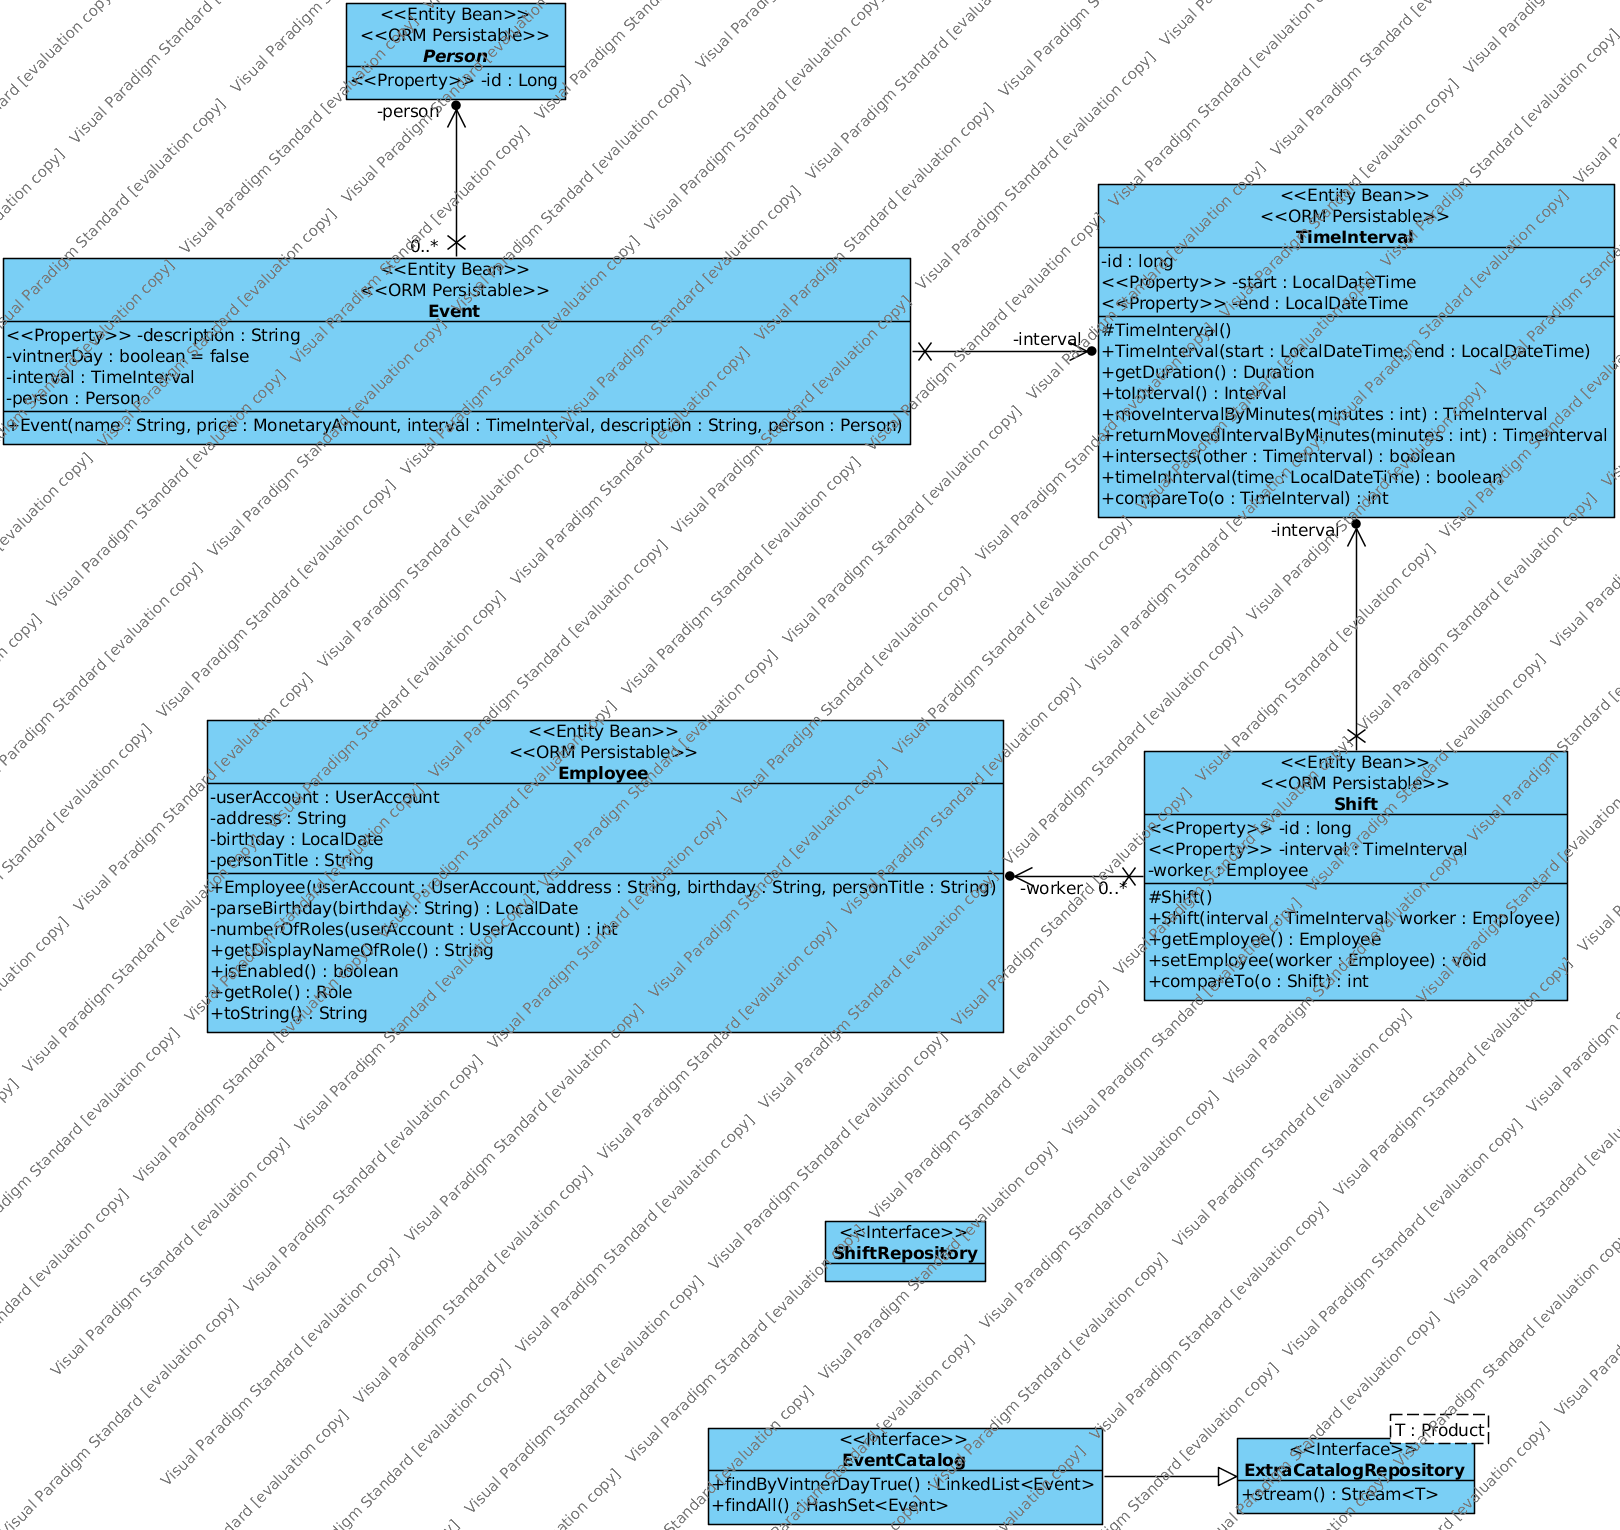 <<Entity Bean>>
<<ORM Persistable>>
Person
<<Property>> -id : Long
-person
0..*
<<Entity Bean>>
<<ORM Persistable>>
Event
<<Property>> -description : String
-vintnerDay : boolean = false
-interval : TimeInterval
-person : Person
+Event(name : String, price : MonetaryAmount, interval : TimeInterval, description : String, person : Person)
-interval
<<Entity Bean>>
<<ORM Persistable>>
TimeInterval
-id : long
<<Property>> -start : LocalDateTime
<<Property>> -end : LocalDateTime
#TimeInterval()
+TimeInterval(start : LocalDateTime, end : LocalDateTime)
+getDuration() : Duration
+toInterval() : Interval
+moveIntervalByMinutes(minutes : int) : TimeInterval
+returnMovedIntervalByMinutes(minutes : int) : TimeInterval
+intersects(other : TimeInterval) : boolean
+timeInInterval(time : LocalDateTime) : boolean
+compareTo(o : TimeInterval) : int
-interval
<<Entity Bean>>
<<ORM Persistable>>
Employee
-userAccount : UserAccount
-address : String
-birthday : LocalDate
-personTitle : String
+Employee(userAccount : UserAccount, address : String, birthday : String, personTitle : String)
-parseBirthday(birthday : String) : LocalDate
-numberOfRoles(userAccount : UserAccount) : int
+getDisplayNameOfRole() : String
+isEnabled() : boolean
+getRole() : Role
+toString() : String
-worker 0..*
<<Entity Bean>>
<<ORM Persistable>>
Shift
<<Property>> -id : long
<<Property>> -interval : TimeInterval
-worker : Employee
#Shift()
+Shift(interval : TimeInterval, worker : Employee)
+getEmployee() : Employee
+setEmployee(worker : Employee) : void
+compareTo(o : Shift) : int
<<Interface>>
ShiftRepository
<<Interface>>
EventCatalog
+findByVintnerDayTrue() : LinkedList<Event>
+findAll() : HashSet<Event>
T : Product
<<Interface>>
ExtraCatalogRepository
+stream() : Stream<T>
Visual Paradigm Standard [evaluation copy]